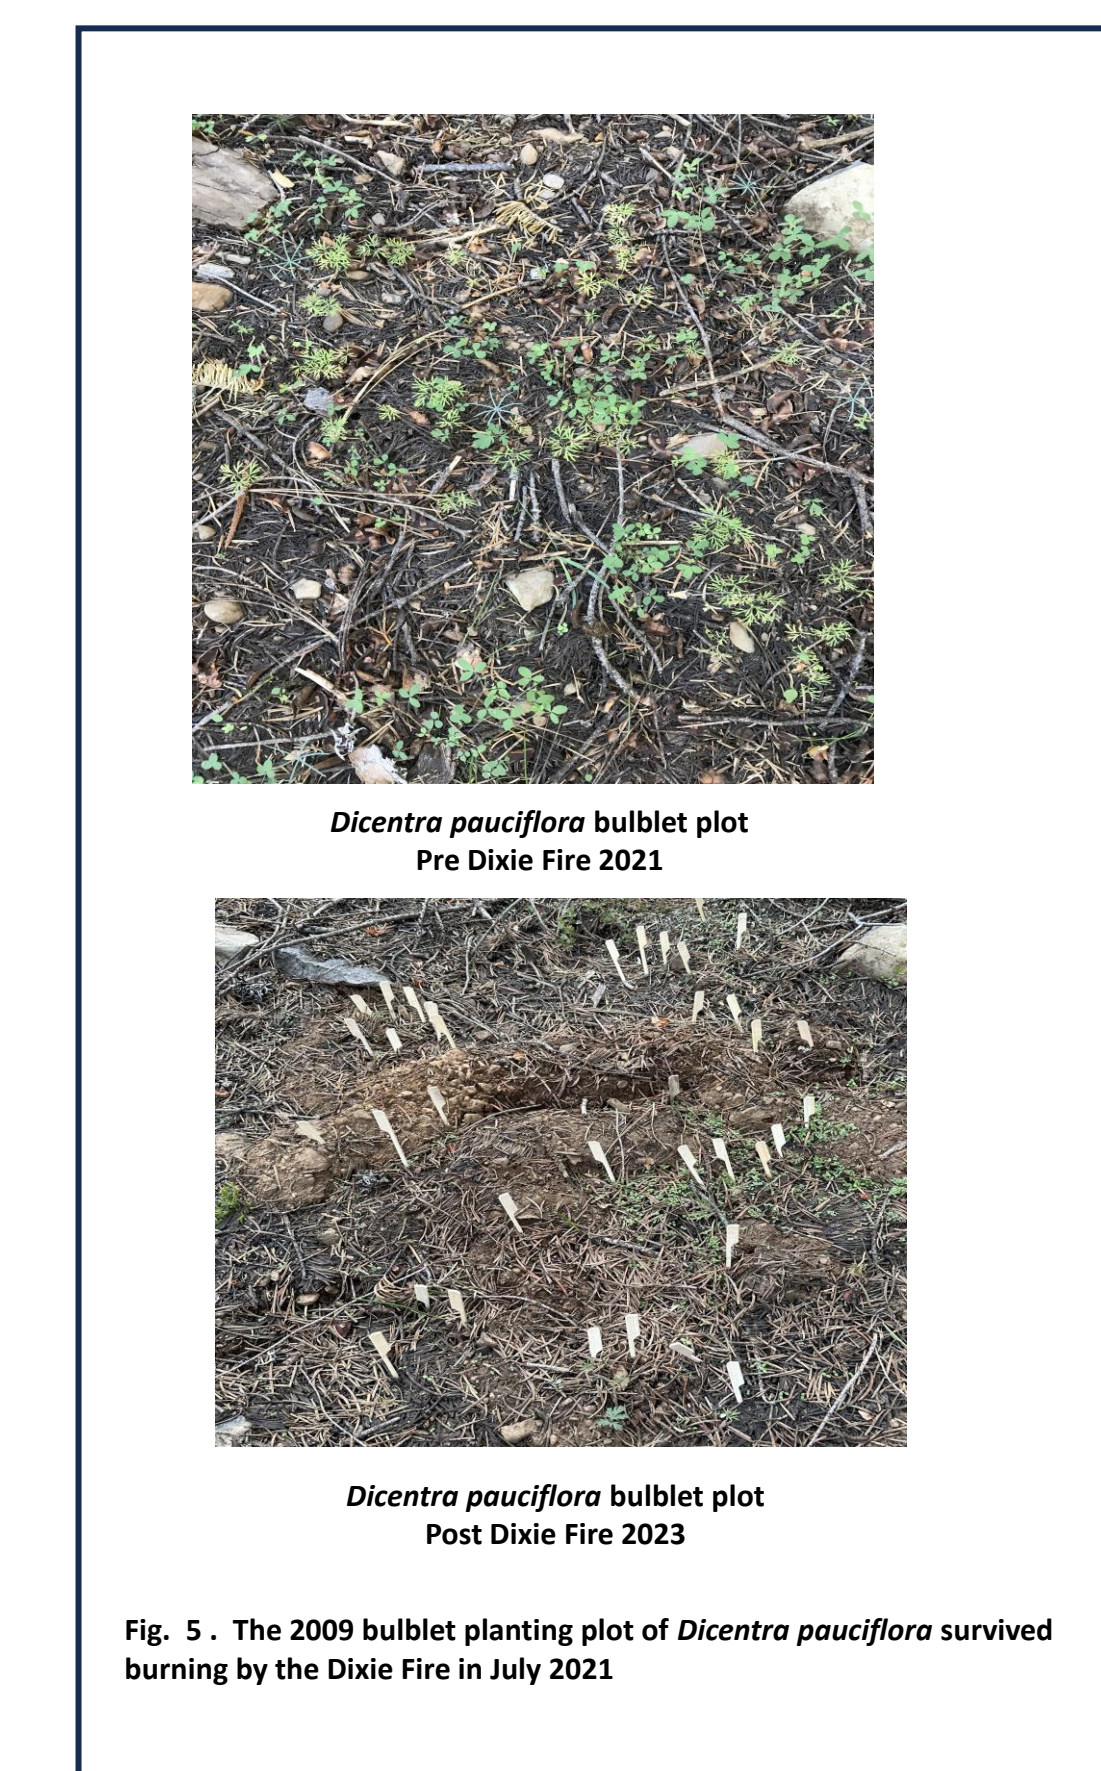 Dicentra pauciflora bulblet plot
Pre Dixie Fire 2021
Dicentra pauciflora bulblet plot
Post Dixie Fire 2023
Fig. 5 . The 2009 bulblet planting plot of Dicentra pauciflora survived
burning by the Dixie Fire in July 2021